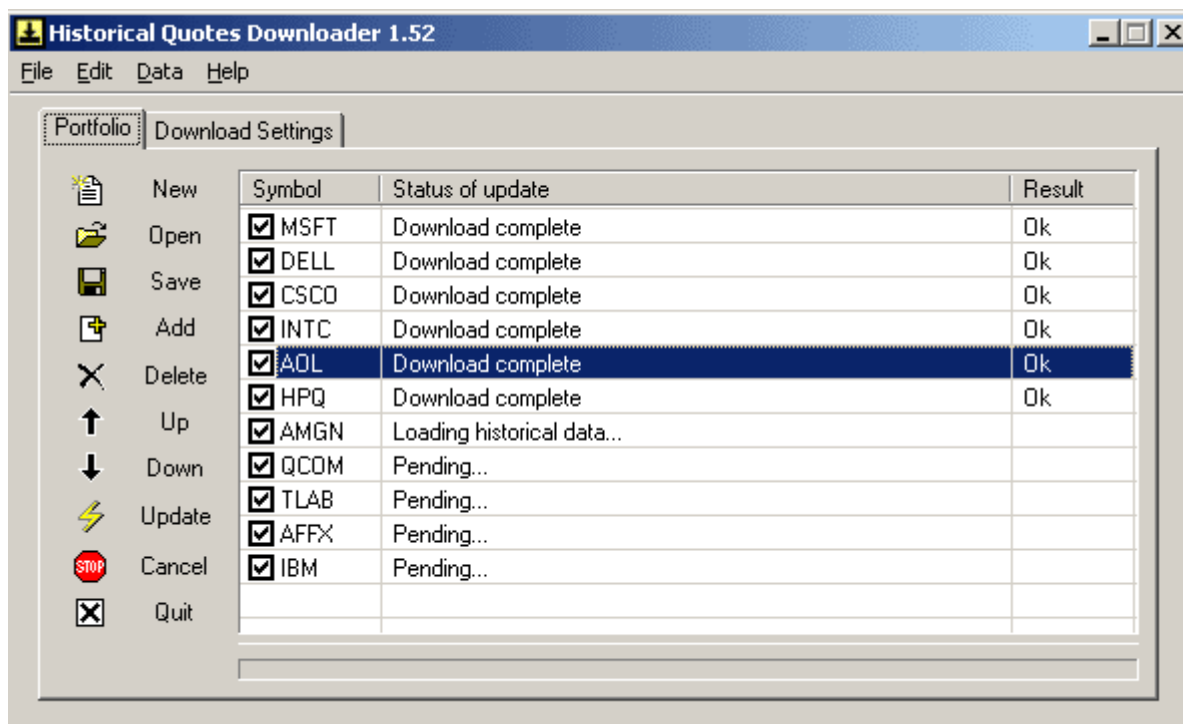 Historical Quotes Downloader 1.52
File Edit Data Help
Portfolio Download Settings
New
Open
Save
Add
Delete
Up
Down
Update
STOP Cancel
Quit
Symbol Status of update Result
MSFT Download complete Ok
DELL Download complete Ok
CSCO Download complete Ok
INTC Download complete Ok
AOL Download complete Ok
HPQ Download complete Ok
AMGN Loading historical data...
QCOM Pending...
TLAB Pending...
AFFX Pending...
IBM Pending...